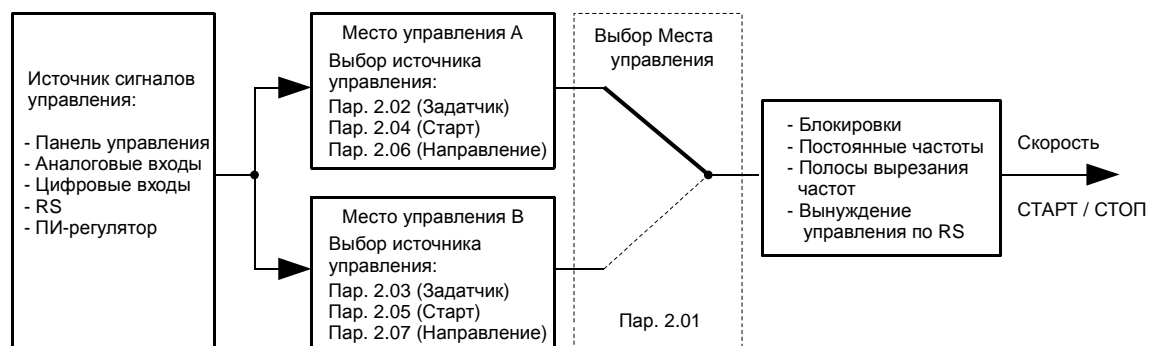 Источник сигналов
управления:
- Панель управления
- Аналоговые входы
- Цифровые входы
- RS
- ПИ-регулятор
Место управления А
Выбор источника
управления:
Пар. 2.02 (Задатчик)
Пар. 2.04 (Старт)
Пар. 2.06 (Направление)
Место управления В
Выбор источника
управления:
Пар. 2.03 (Задатчик)
Пар. 2.05 (Старт)
Пар. 2.07 (Направление)
Выбор Места
управления
Пар. 2.01
- Блокировки
- Постоянные частоты
- Полосы вырезания
частот
- Вынуждение
управления по RS
Скорость
СТАРТ / СТОП